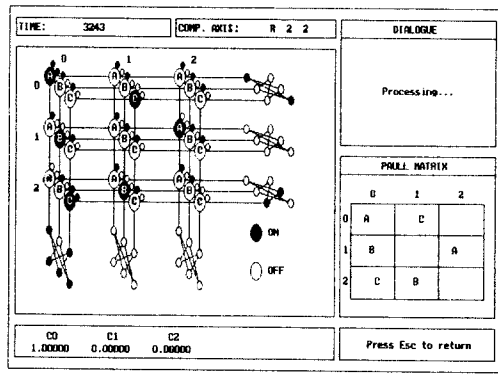 TIME: 3243
COMP. AXIS: R 2 2
DIALOGUE
Processing...
0 1 2
0 A B C A B C A B C
1 A B C A B C A B C
2 A B C A B C A B C
ON
OFF
PAULL MATRIX
0 1 2
0 A C
1 B A
2 C B
C0 C1 C2
1.00000 0.00000 0.00000
Press Esc to return